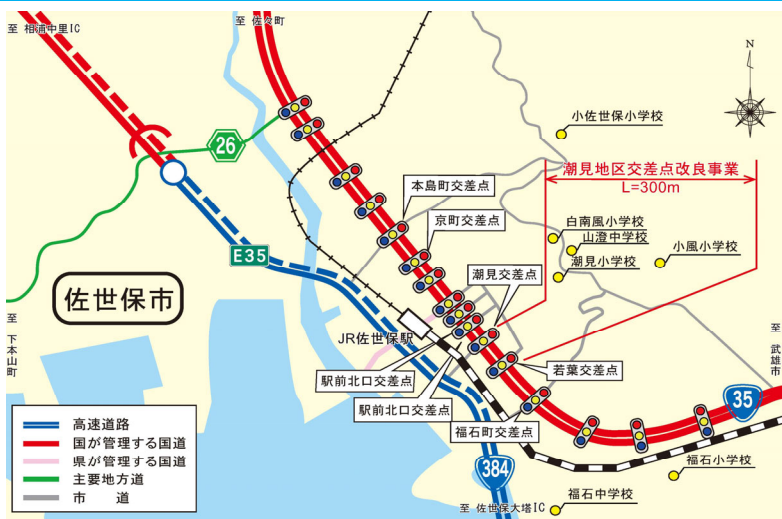 至 相浦中里IC
至 佐々町
N
小佐世保小学校
26
潮見地区交差点改良事業
L=300m
本島町交差点
京町交差点
白南風小学校
山澄中学校
小風小学校
潮見小学校
潮見交差点
E35
佐世保市
至 下本山町
JR佐世保駅
至 武雄市
駅前北口交差点
若葉交差点
駅前北口交差点
35
福石町交差点
高速道路
国が管理する国道
県が管理する国道
主要地方道
市 道
384
福石小学校
至 佐世保大塔IC
福石中学校